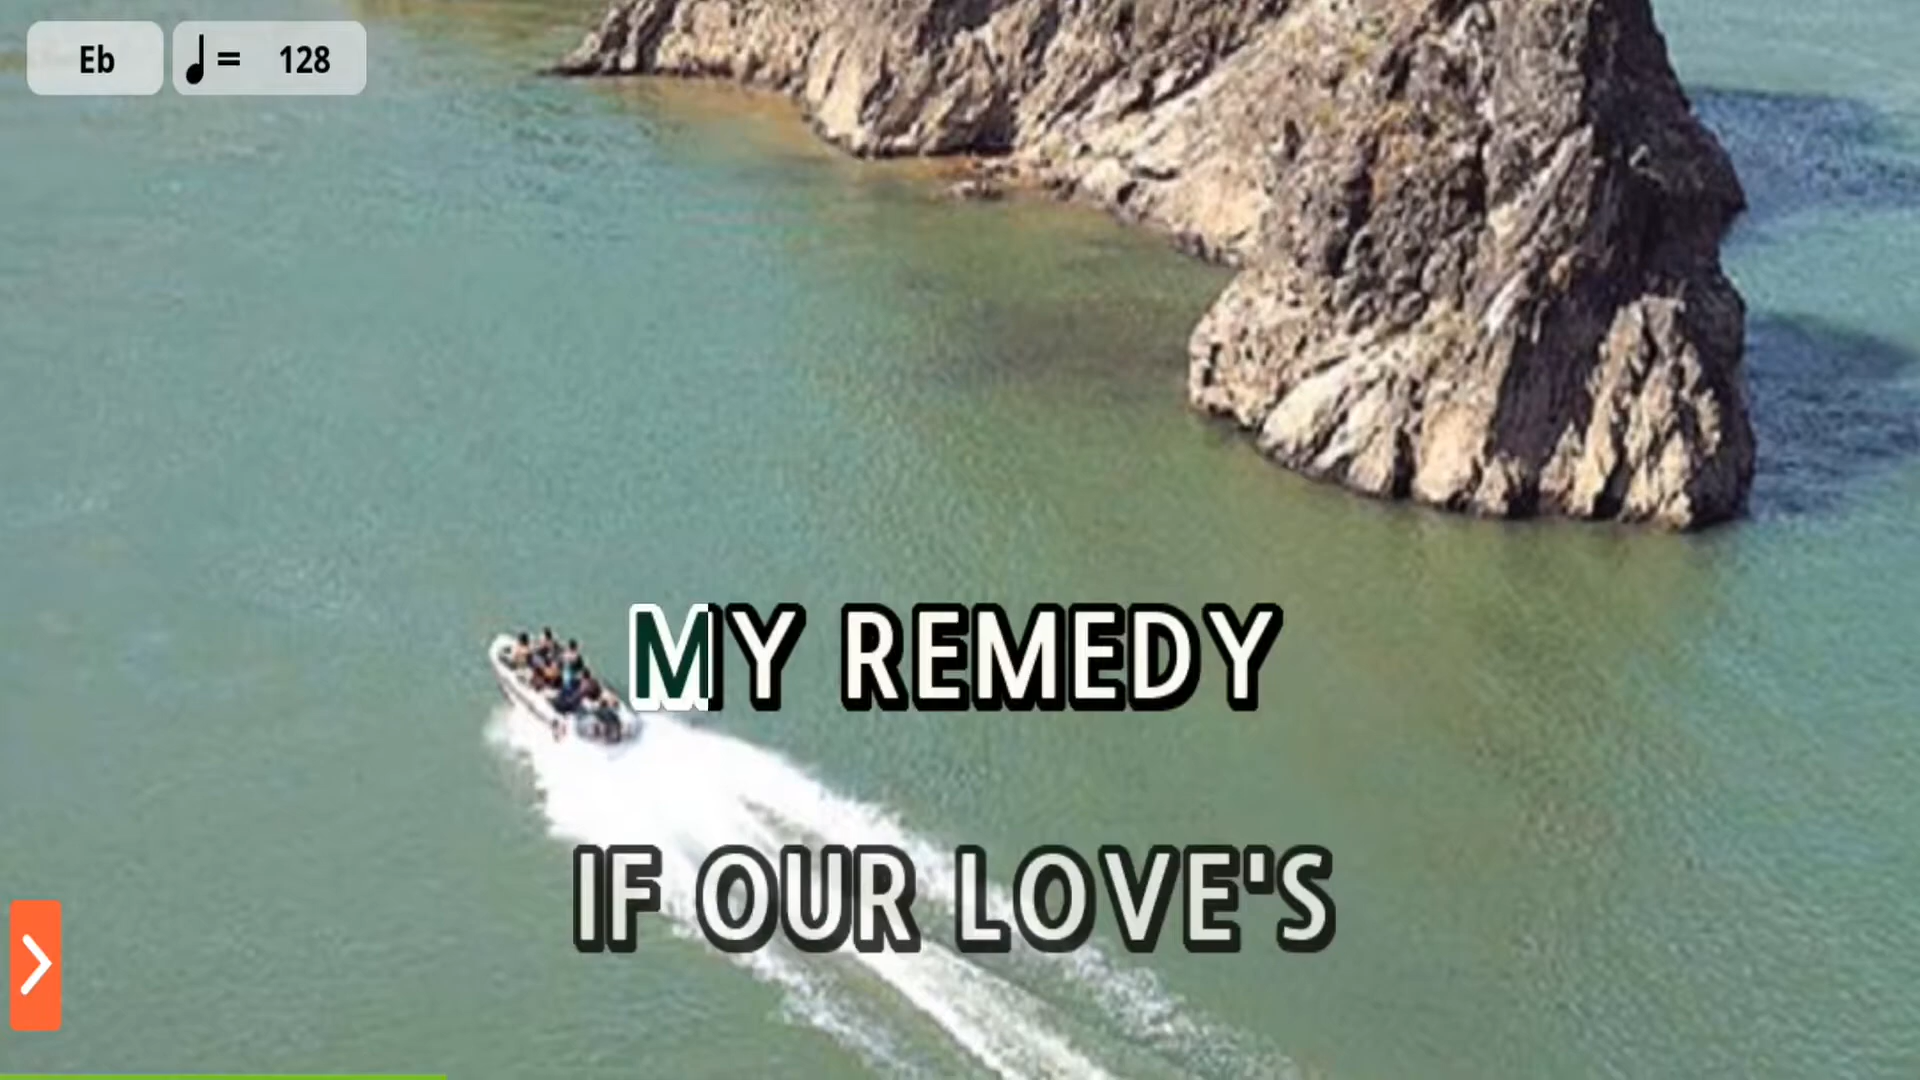 Eb
♩ = 128
MY REMEDY
IF OUR LOVE'S